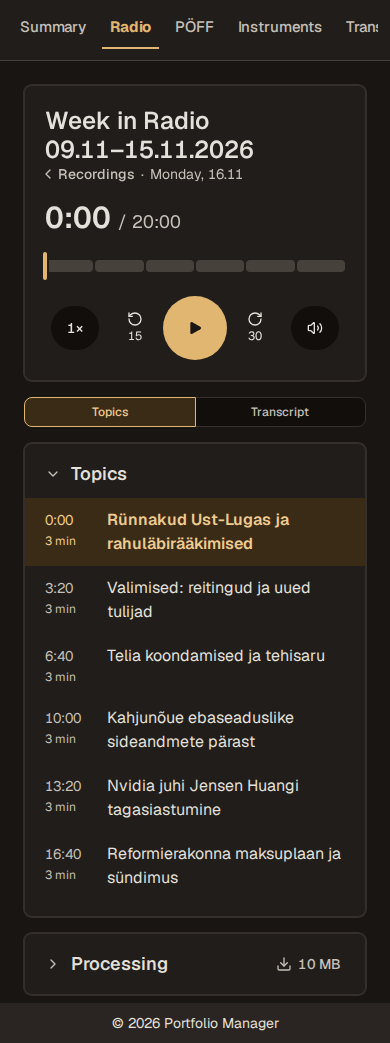 Summary Radio PÖFF Instruments Trans
Week in Radio
09.11–15.11.2026
Recordings · Monday, 16.11
0:00 / 20:00
1×
15
30
Topics
Transcript
Topics
0:00
Rünnakud Ust-Lugas ja
3 min
rahuläbirääkimised
3:20
Valimised: reitingud ja uued
3 min
tulijad
6:40
Telia koondamised ja tehisaru
3 min
10:00
Kahjunõue ebaseaduslike
3 min
sideandmete pärast
13:20
Nvidia juhi Jensen Huangi
3 min
tagasiastumine
16:40
Reformierakonna maksuplaan ja
3 min
sündimus
Processing
10 MB
© 2026 Portfolio Manager